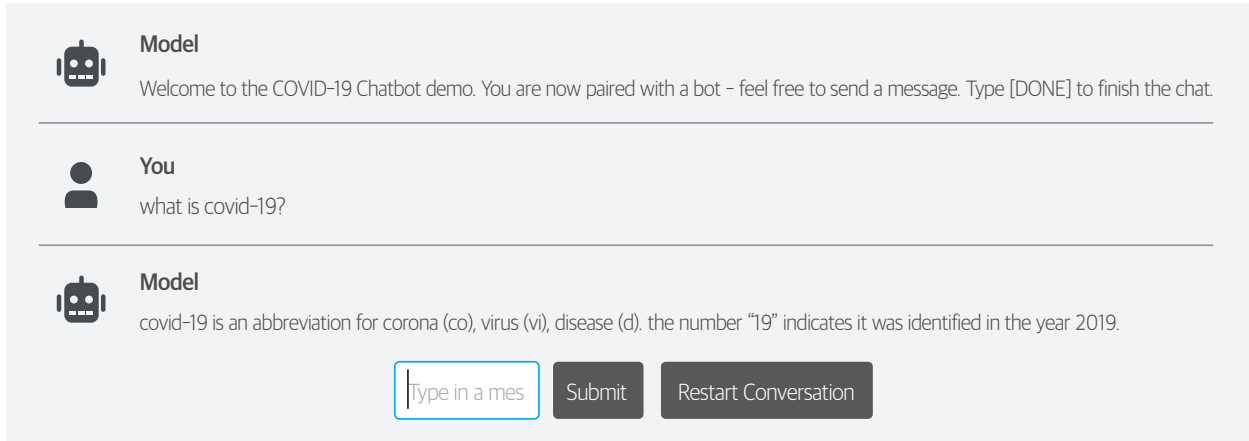 Model
Welcome to the COVID-19 Chatbot demo. You are now paired with a bot - feel free to send a message. Type [DONE] to finish the chat.
You
what is covid-19?
Model
covid-19 is an abbreviation for corona (co), virus (vi), disease (d). the number “19” indicates it was identified in the year 2019.
Type in a mes
Submit
Restart Conversation